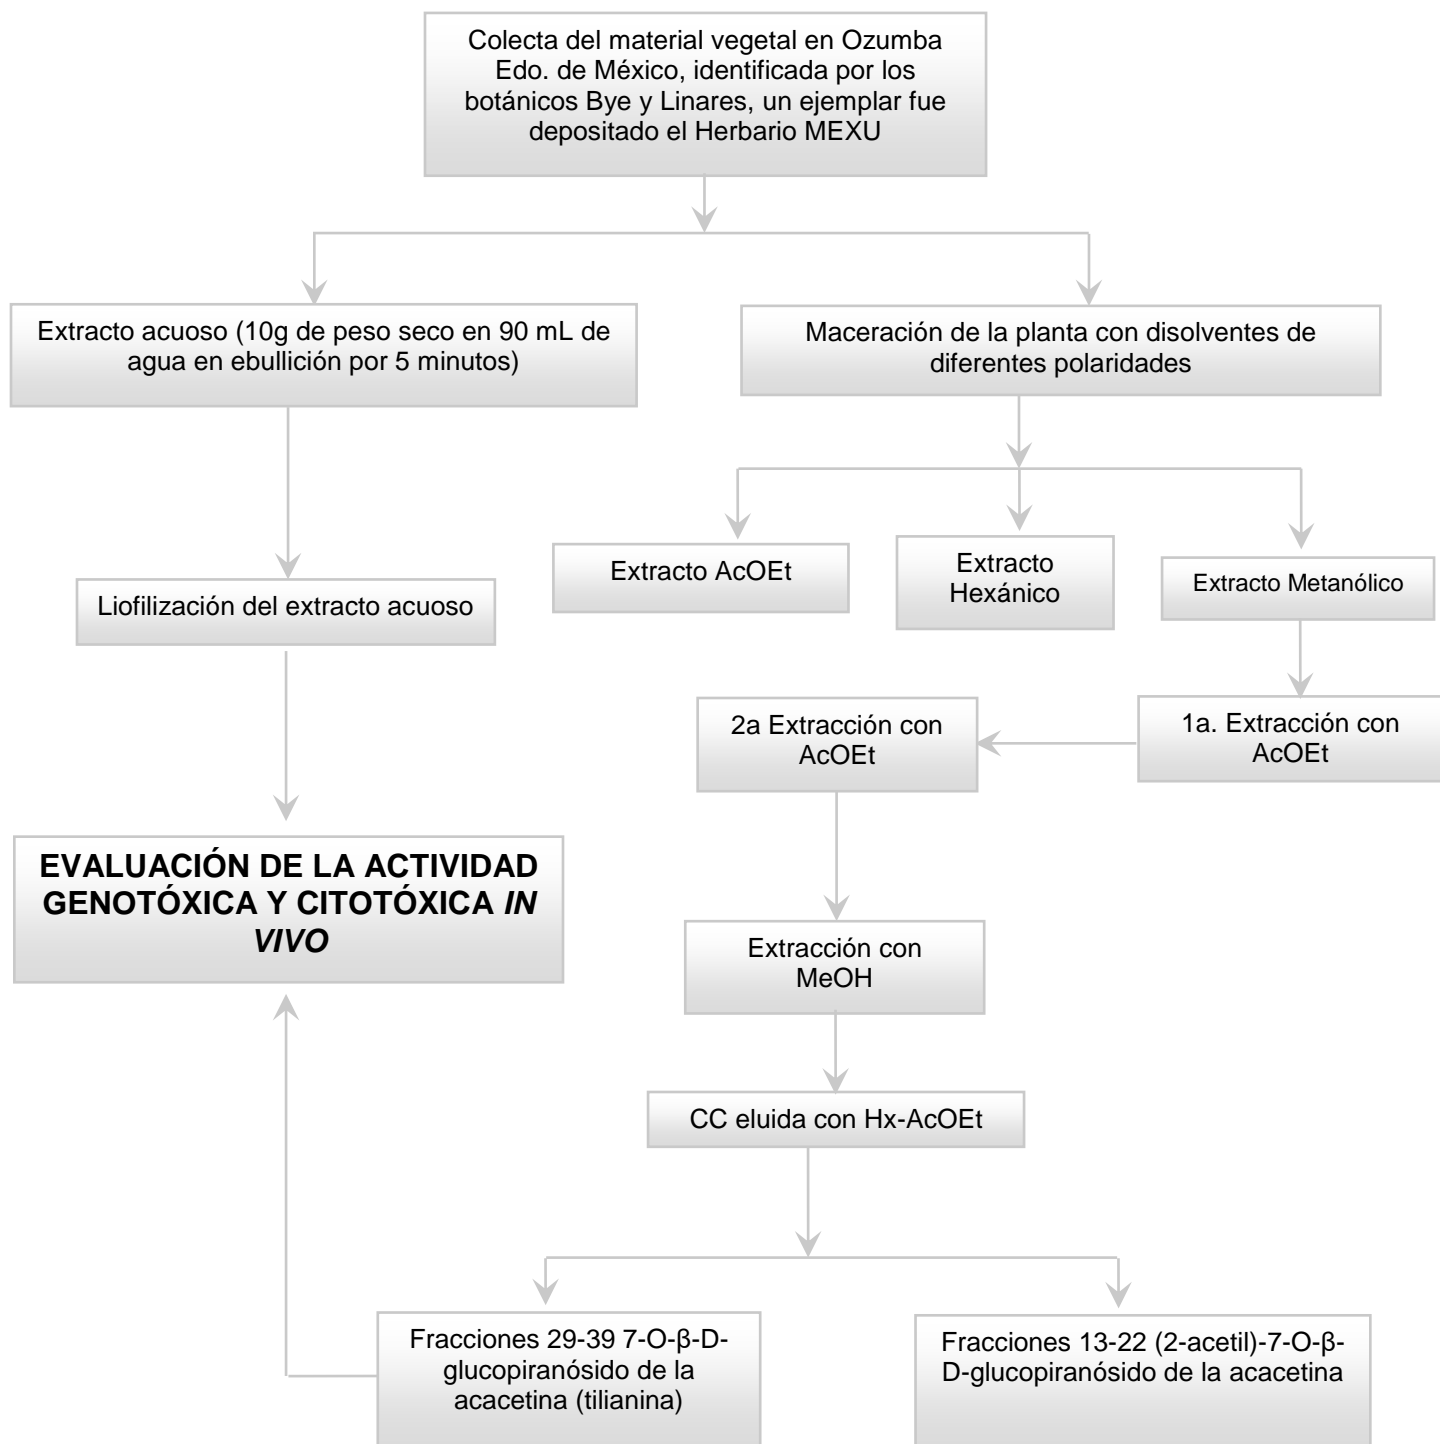 Colecta del material vegetal en Ozumba
Edo. de México, identificada por los
botánicos Bye y Linares, un ejemplar fue
depositado el Herbario MEXU
Extracto acuoso (10g de peso seco en 90 mL de
agua en ebullición por 5 minutos)
Maceración de la planta con disolventes de
diferentes polaridades
Extracto AcOEt
Extracto
Hexánico
Extracto Metanólico
Liofilización del extracto acuoso
2a Extracción con
AcOEt
1a. Extracción con
AcOEt
EVALUACIÓN DE LA ACTIVIDAD
GENOTÓXICA Y CITOTÓXICA IN
VIVO
Extracción con
MeOH
CC eluida con Hx-AcOEt
Fracciones 29-39 7-O-β-D-
glucopiranósido de la
acacetina (tilianina)
Fracciones 13-22 (2-acetil)-7-O-β-
D-glucopiranósido de la acacetina